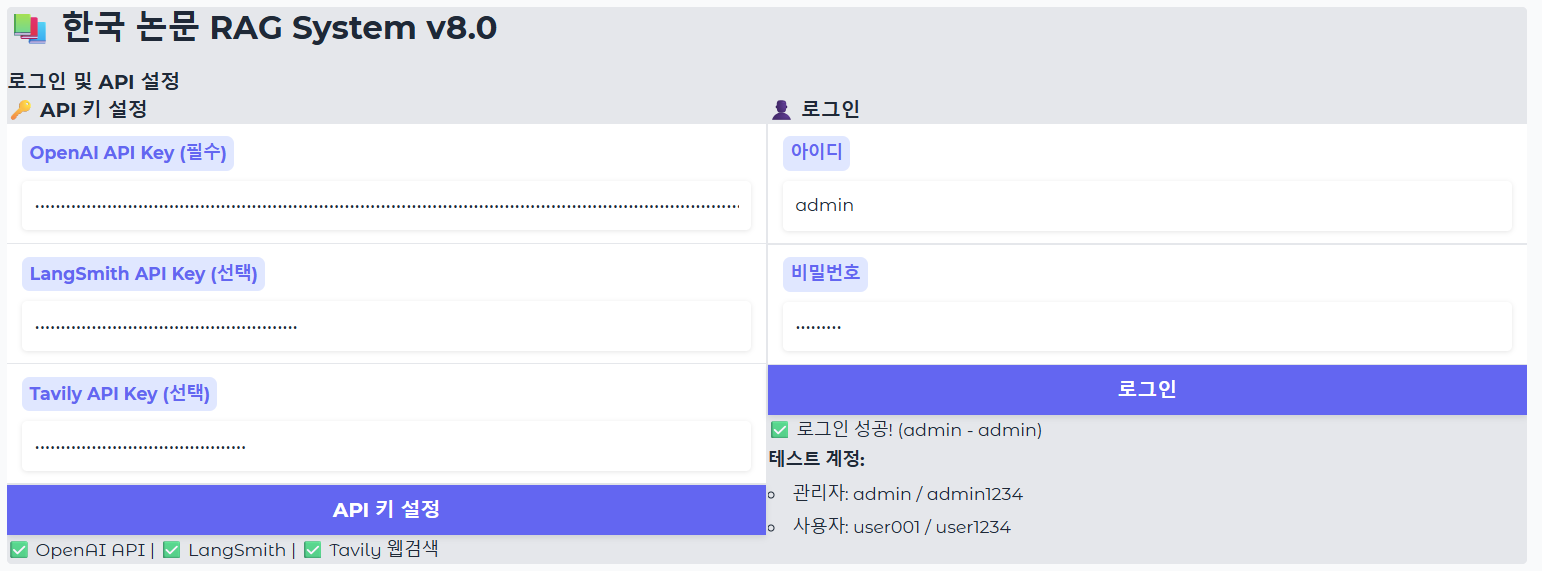 한국 논문 RAG System v8.0
로그인 및 API 설정
API 키 설정
OpenAI API Key (필수)
LangSmith API Key (선택)
Tavily API Key (선택)
API 키 설정
OpenAI API | LangSmith | Tavily 웹검색
로그인
아이디
admin
비밀번호
로그인
로그인 성공! (admin - admin)
테스트 계정:
관리자: admin / admin1234
사용자: user001 / user1234